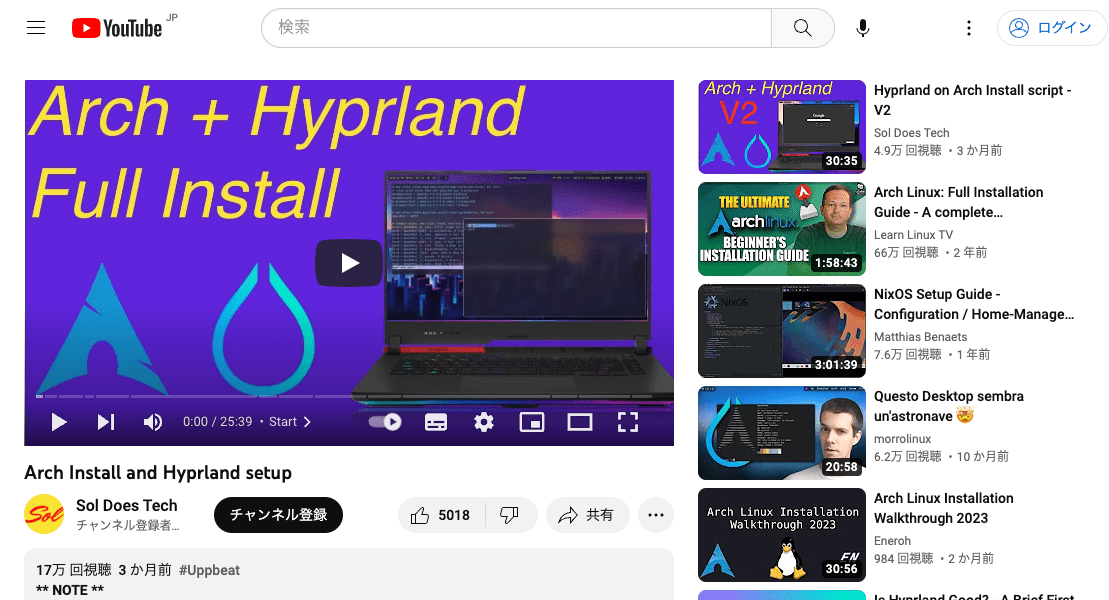 YouTube JP
検索
ログイン
Arch + Hyprland
Full Install
0:00 / 25:39 • Start
Arch Install and Hyprland setup
Sol
Sol Does Tech
チャンネル登録者...
チャンネル登録
5018
共有
17万 回視聴 3 か月前 #Uppbeat
** NOTE **
Arch + Hyprland
V2
Google
30:35
Hyprland on Arch Install script -
V2
Sol Does Tech
4.9万 回視聴 ・3 か月前
THE ULTIMATE
archlinux
BEGINNER'S
INSTALLATION GUIDE
1:58:43
Arch Linux: Full Installation
Guide - A complete…
Learn Linux TV
66万 回視聴 ・2 年前
NixOS
3:01:39
NixOS Setup Guide -
Configuration / Home-Manage…
Matthias Benaets
7.6万 回視聴 ・1 年前
20:58
Questo Desktop sembra
un'astronave 🤯
morrolinux
6.2万 回視聴 ・10 か月前
Arch Linux Installation
Walkthrough 2023
EN
30:56
Arch Linux Installation
Walkthrough 2023
Eneroh
984 回視聴 ・2 か月前
Is Hyprland Good? - A Brief First